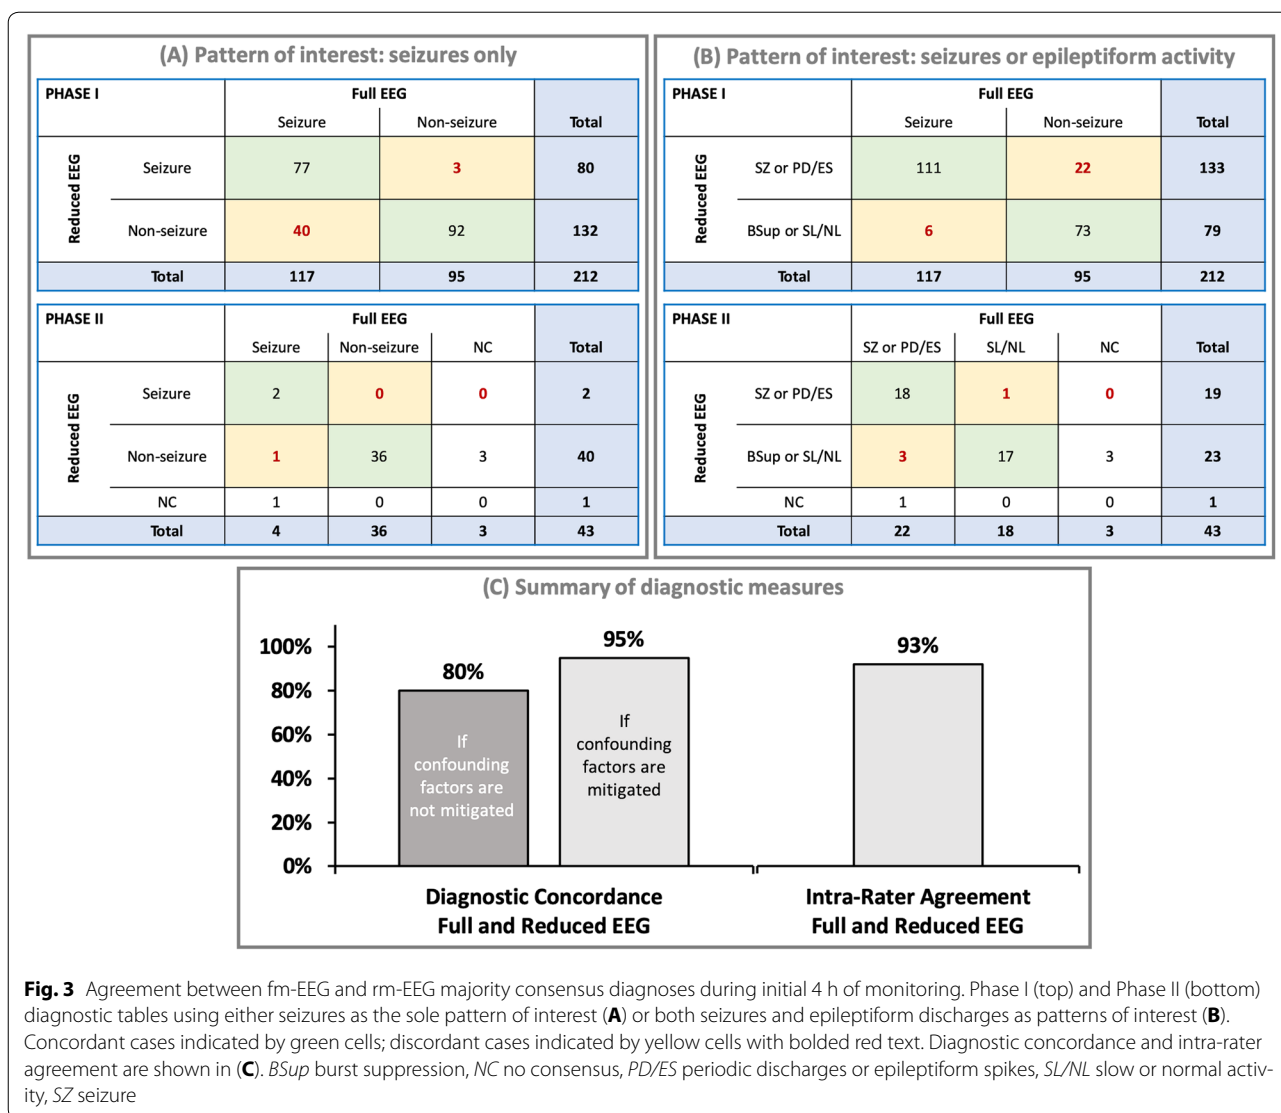 (A) Pattern of interest: seizures only
PHASE I Full EEG
Seizure Non-seizure Total
Reduced EEG
Seizure 77 3 80
Non-seizure 40 92 132
Total 117 95 212
PHASE II Full EEG
Seizure Non-seizure NC Total
Reduced EEG
Seizure 2 0 0 2
Non-seizure 1 36 3 40
NC 1 0 0 1
Total 4 36 3 43
(B) Pattern of interest: seizures or epileptiform activity
PHASE I Full EEG
Seizure Non-seizure Total
Reduced EEG
SZ or PD/ES 111 22 133
BSup or SL/NL 6 73 79
Total 117 95 212
PHASE II Full EEG
SZ or PD/ES SL/NL NC Total
Reduced EEG
SZ or PD/ES 18 1 0 19
BSup or SL/NL 3 17 3 23
NC 1 0 0 1
Total 22 18 3 43
(C) Summary of diagnostic measures
100%
80%
60%
40%
20%
0%
80%
If
confounding
factors are
not mitigated
95%
If
confounding
factors are
mitigated
93%
Diagnostic Concordance
Full and Reduced EEG
Intra-Rater Agreement
Full and Reduced EEG
Fig. 3 Agreement between fm-EEG and rm-EEG majority consensus diagnoses during initial 4 h of monitoring. Phase I (top) and Phase II (bottom)
diagnostic tables using either seizures as the sole pattern of interest (A) or both seizures and epileptiform discharges as patterns of interest (B).
Concordant cases indicated by green cells; discordant cases indicated by yellow cells with bolded red text. Diagnostic concordance and intra-rater
agreement are shown in (C). BSup burst suppression, NC no consensus, PD/ES periodic discharges or epileptiform spikes, SL/NL slow or normal activ-
ity, SZ seizure